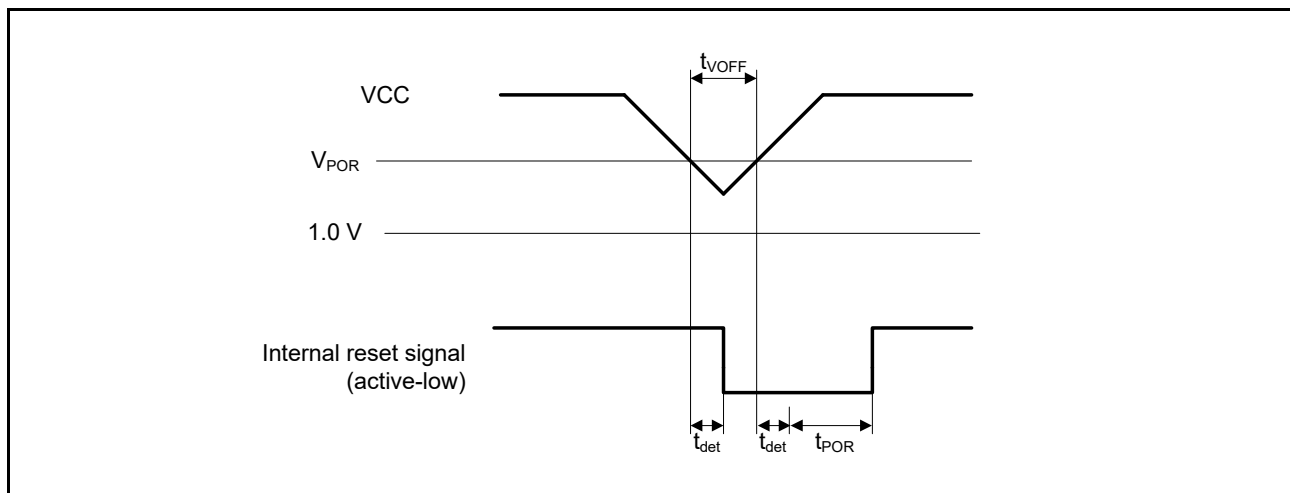 tVOFF
VCC
VPOR
1.0 V
Internal reset signal
(active-low)
tdet
tdet
tPOR